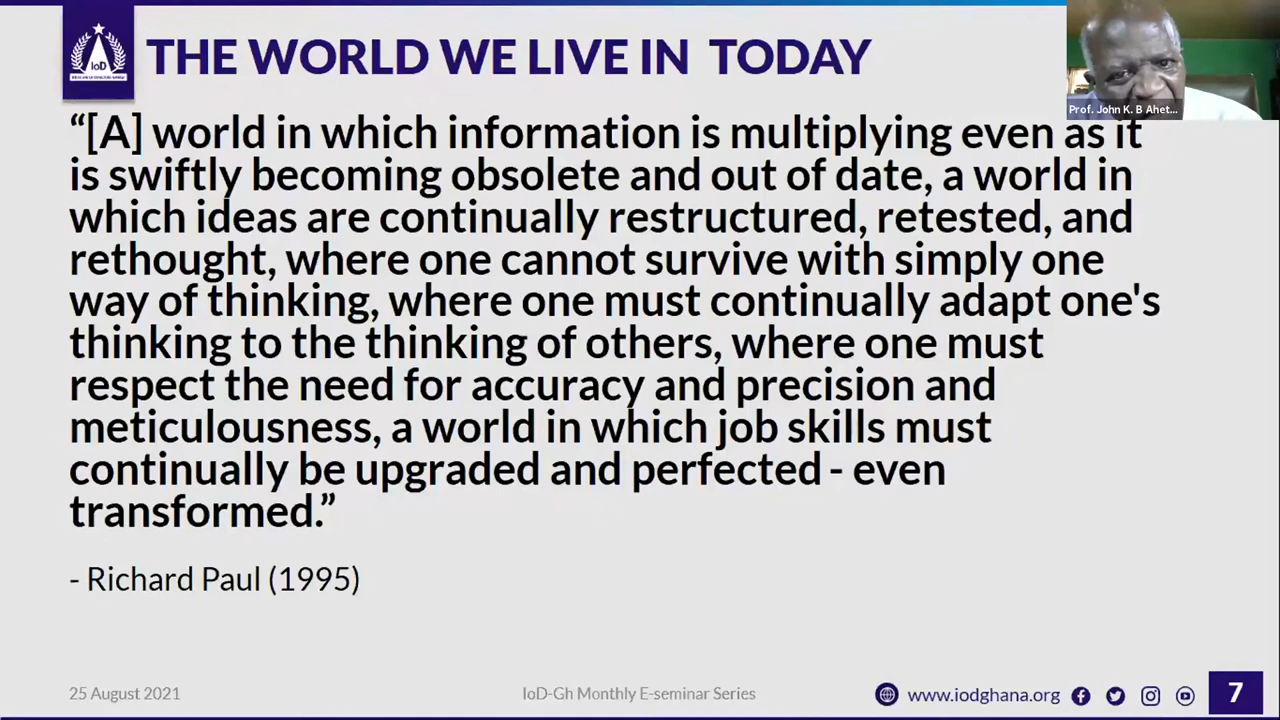 IoD
THE WORLD WE LIVE IN TODAY
Prof. John K. B Ahet...
“[A] world in which information is multiplying even as it
is swiftly becoming obsolete and out of date, a world in
which ideas are continually restructured, retested, and
rethought, where one cannot survive with simply one
way of thinking, where one must continually adapt one's
thinking to the thinking of others, where one must
respect the need for accuracy and precision and
meticulousness, a world in which job skills must
continually be upgraded and perfected - even
transformed.”
- Richard Paul (1995)
25 August 2021
IoD-Gh Monthly E-seminar Series
www.iodghana.org
7